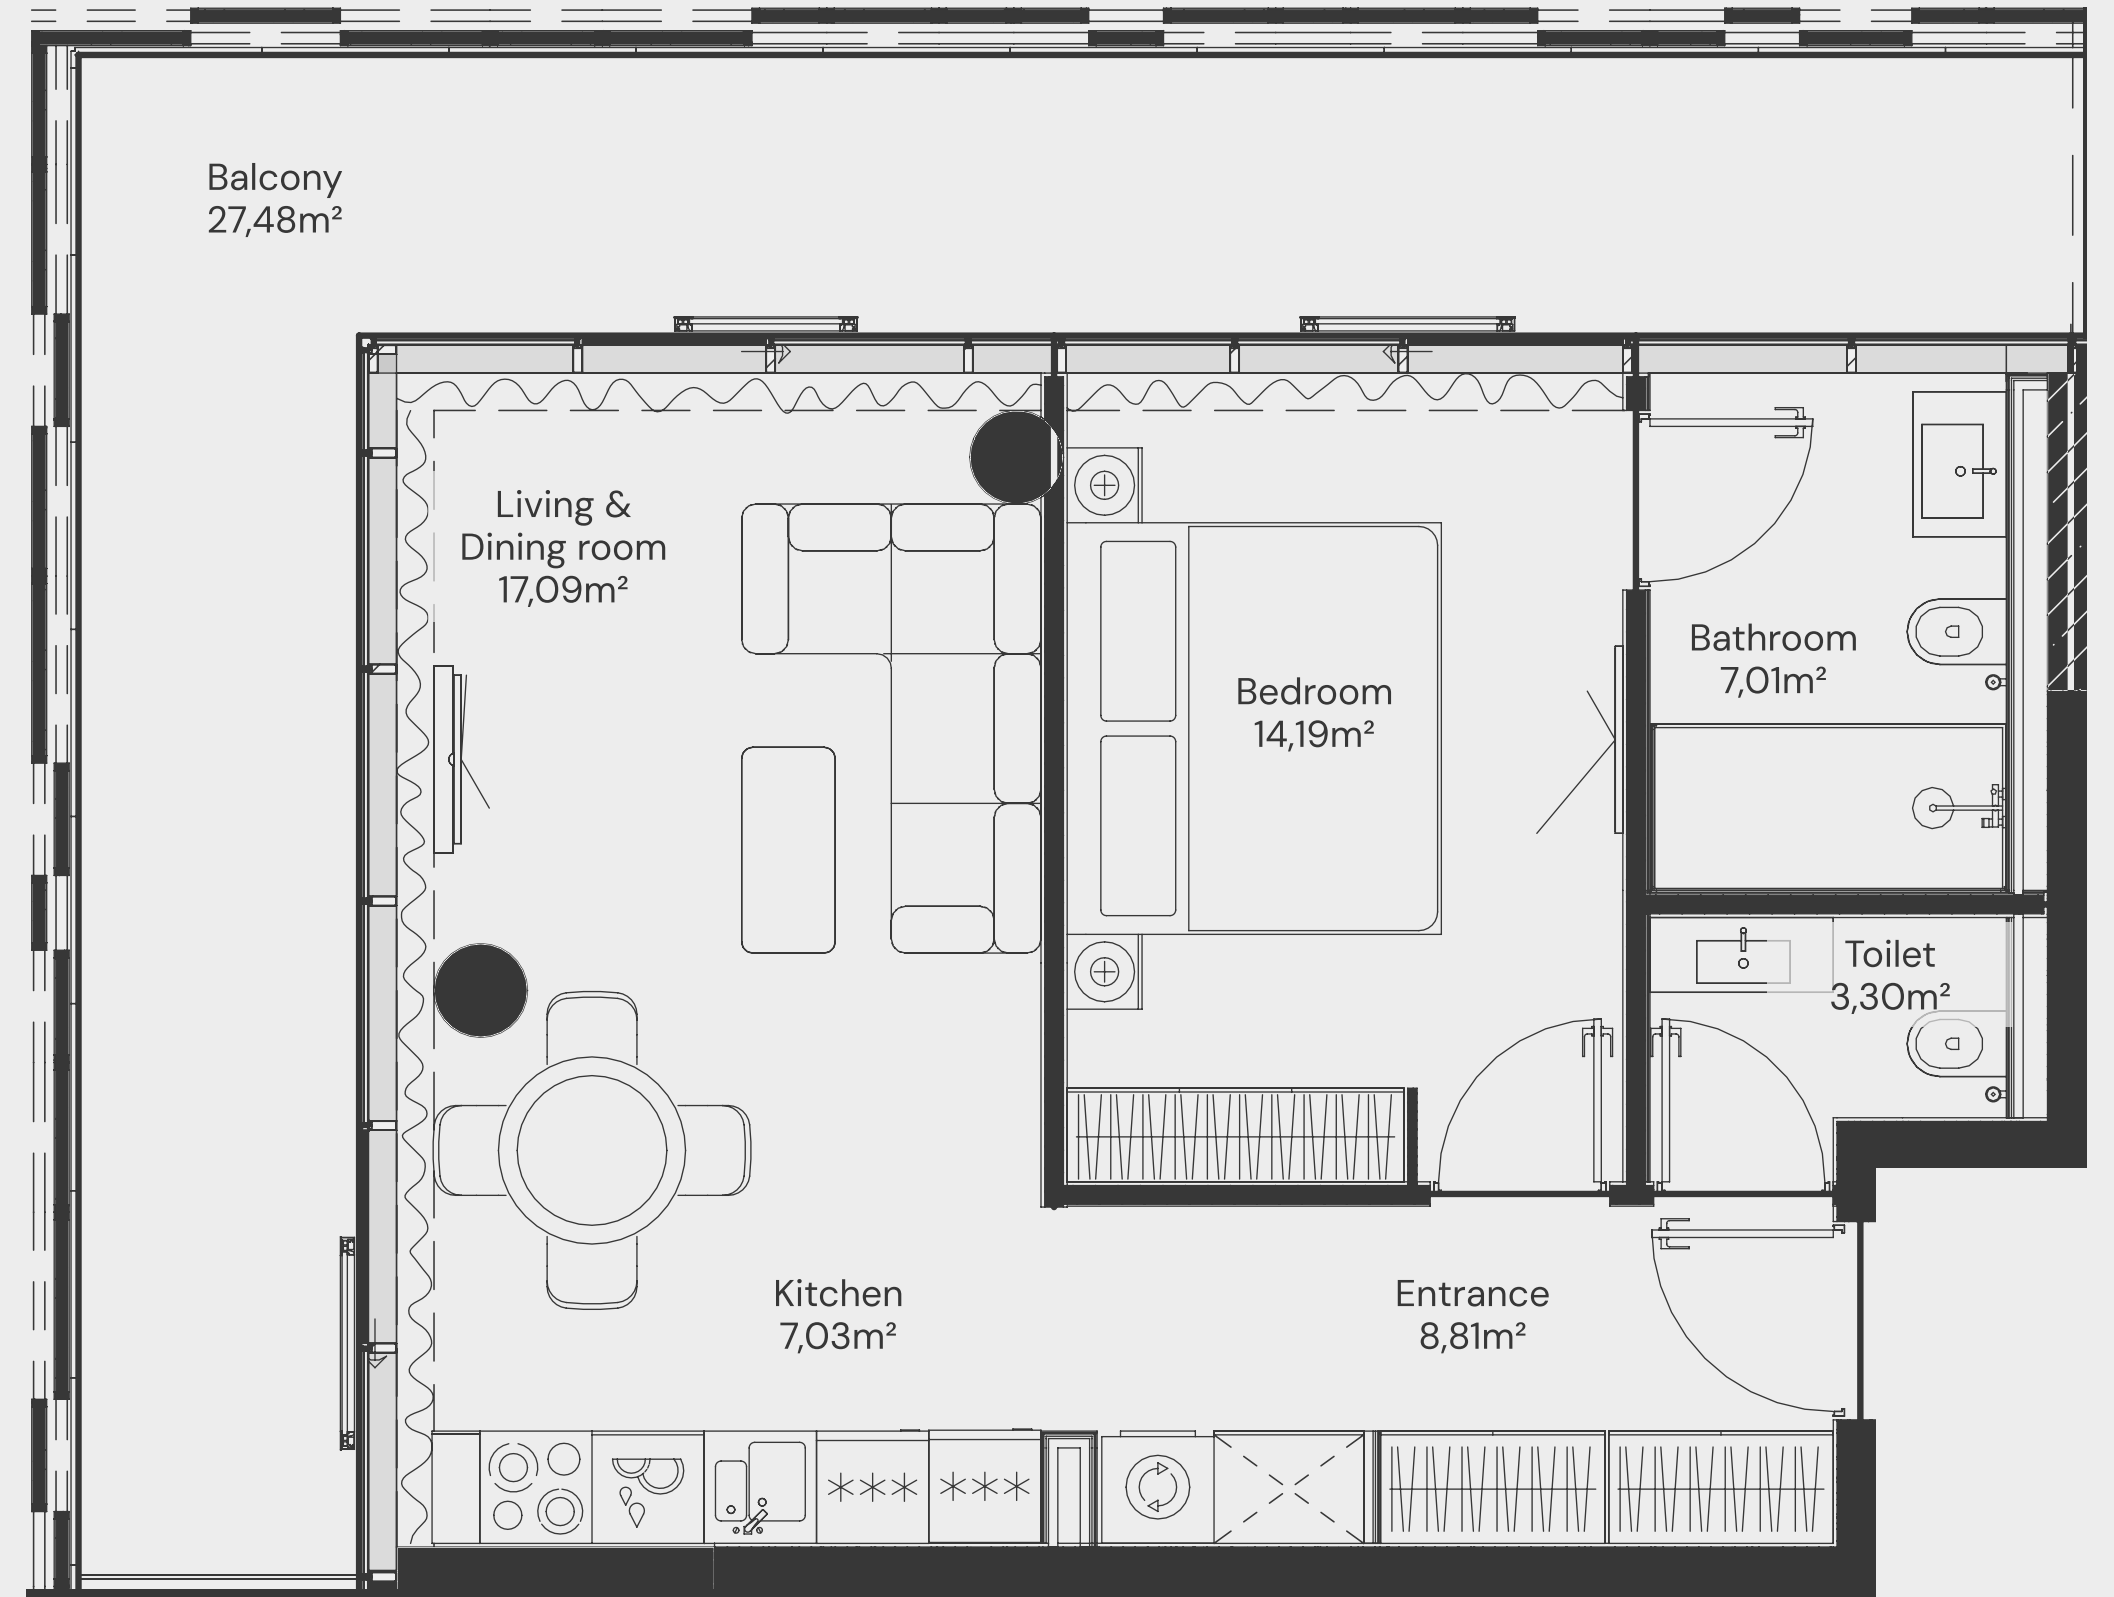 Balcony
27,48m²
Living &
Dining room
17,09m²
Bedroom
14,19m²
Bathroom
7,01m²
Toilet
3,30m²
Kitchen
7,03m²
Entrance
8,81m²